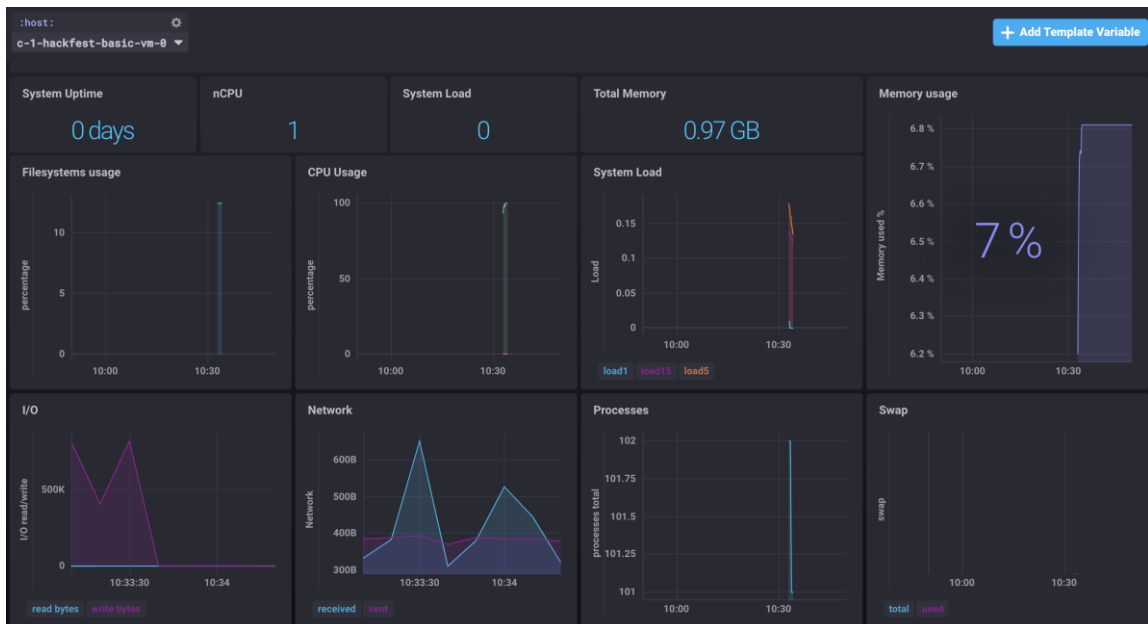 :host:
c-1-hackfest-basic-vm-0
+ Add Template Variable
System Uptime
0 days
nCPU
1
System Load
0
Total Memory
0.97 GB
Memory usage
6.8 %
6.7 %
6.6 %
6.5 %
6.4 %
6.3 %
6.2 %
Memory used %
7 %
10:00
10:30
Filesystems usage
10
5
0
percentage
10:00
10:30
CPU Usage
100
50
0
percentage
10:00
10:30
System Load
0.15
0.1
0.05
0
Load
10:00
10:30
load1 load15 load5
I/O
500K
0
I/O read/write
10:33:30
10:34
read bytes write bytes
Network
600B
500B
400B
300B
Network
10:33:30
10:34
received sent
Processes
102
101.75
101.5
101.25
101
processes total
10:00
10:30
Swap
swap
10:00
10:30
total used